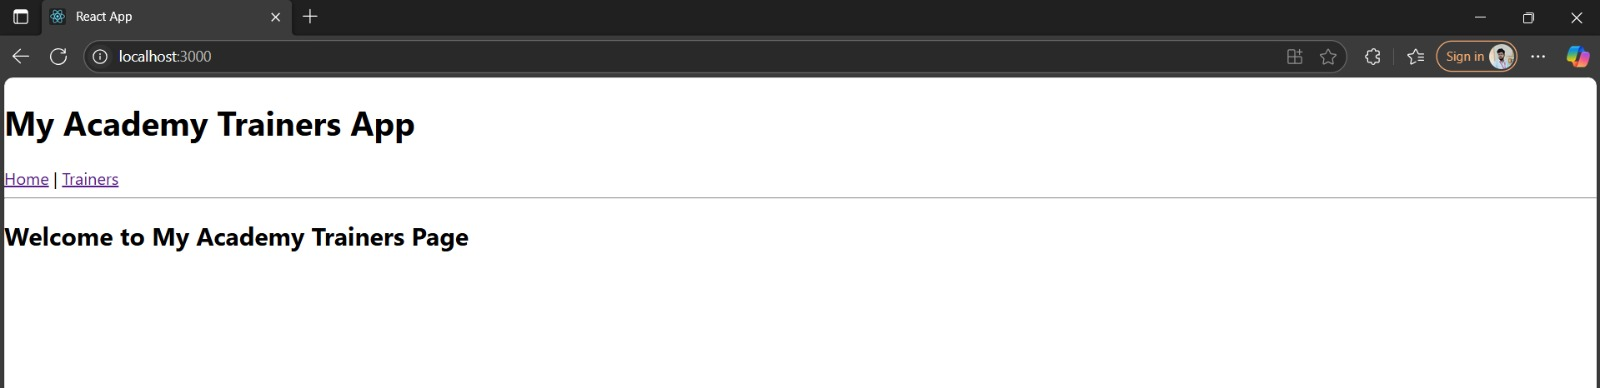 React App
localhost:3000
Sign in
My Academy Trainers App
Home | Trainers
Welcome to My Academy Trainers Page